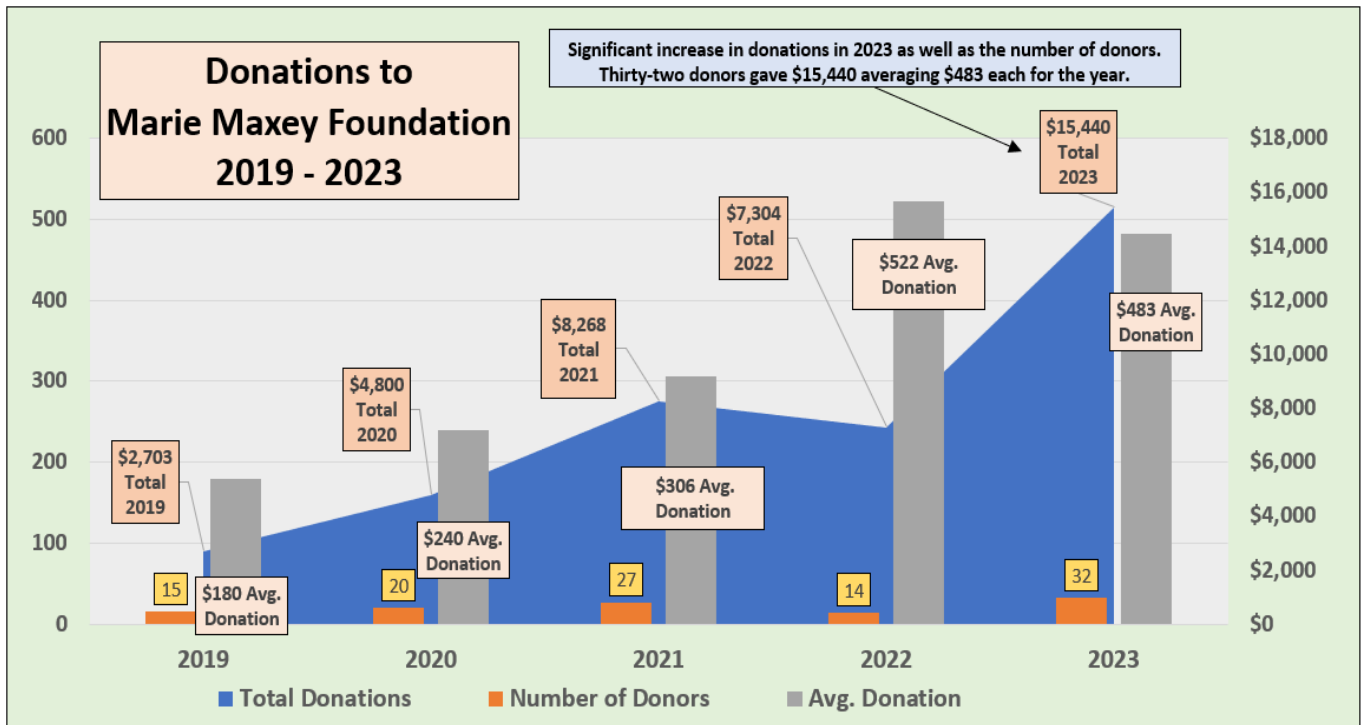 Donations to
Marie Maxey Foundation
2019 - 2023
Significant increase in donations in 2023 as well as the number of donors.
Thirty-two donors gave $15,440 averaging $483 each for the year.
600
500
400
300
200
100
0
$18,000
$16,000
$14,000
$12,000
$10,000
$8,000
$6,000
$4,000
$2,000
$0
$2,703
Total
2019
15
$180 Avg.
Donation
$4,800
Total
2020
20
$240 Avg.
Donation
$8,268
Total
2021
27
$306 Avg.
Donation
$7,304
Total
2022
14
$522 Avg.
Donation
$15,440
Total
2023
32
$483 Avg.
Donation
2019
2020
2021
2022
2023
Total Donations
Number of Donors
Avg. Donation